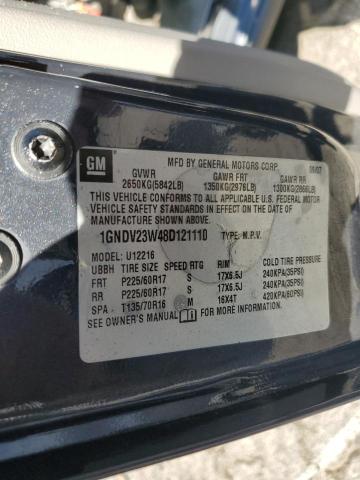 GM
MFD BY GENERAL MOTORS CORP
GVWR GAWR FRT GAWR RR
2650KG(5842LB) 1350KG(2976LB) 1300KG(2866LB)
THIS VEHICLE CONFORMS TO ALL APPLICABLE U.S. FEDERAL MOTOR
VEHICLE SAFETY STANDARDS IN EFFECT ON THE DATE OF
MANUFACTURE SHOWN ABOVE.
1GNDV23W48D121110 TYPE: M.P.V.
MODEL: U12216
UBBH TIRE SIZE SPEED RTG RIM COLD TIRE PRESSURE
FRT P225/60R17 S 17X6.5J 240KPA(35PSI)
RR P225/60R17 S 17X6.5J 240KPA(35PSI)
SPA T135/70R16 M 16X4T 420KPA(60PSI)
SEE OWNER'S MANUAL FOR MORE INFORMATION.